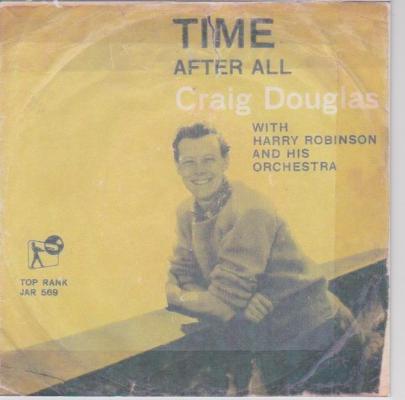 TIME
AFTER ALL
Craig Douglas
WITH
HARRY ROBINSON
AND HIS
ORCHESTRA
TOP RANK
JAR 569